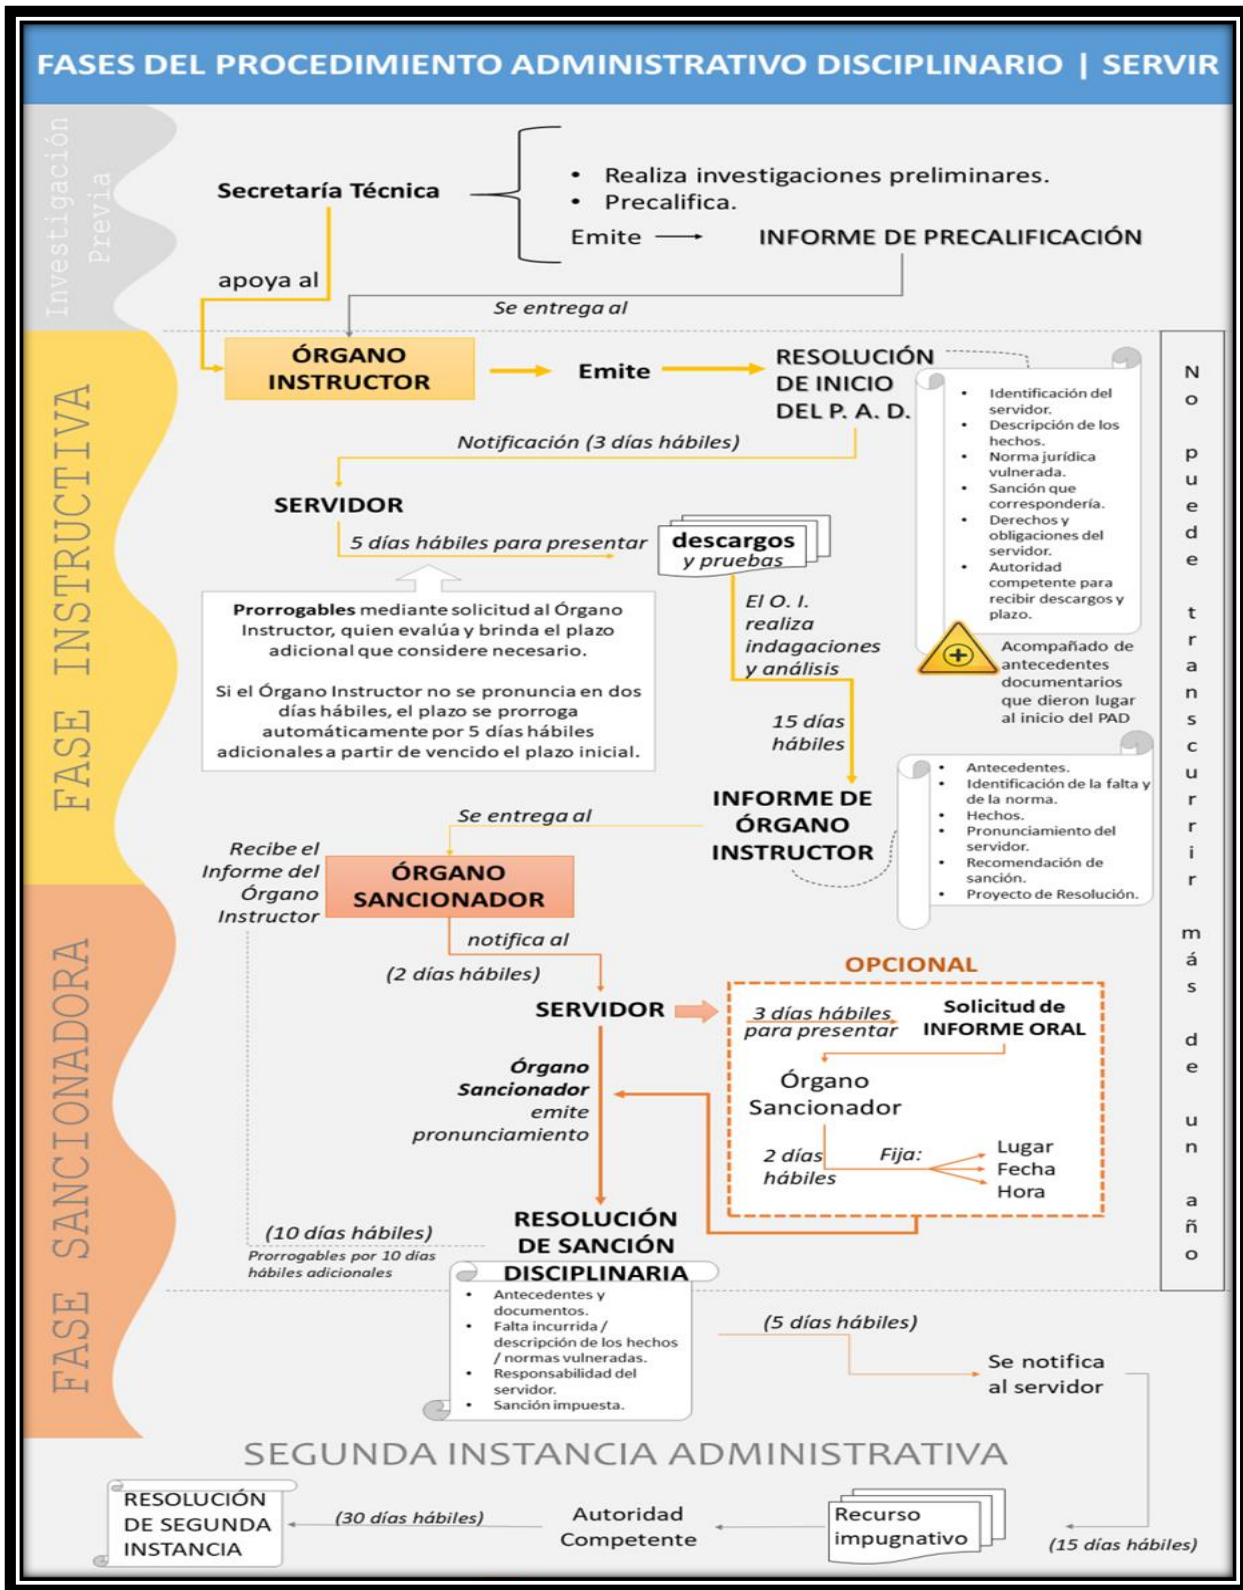 FASES DEL PROCEDIMIENTO ADMINISTRATIVO DISCIPLINARIO | SERVIR
Investigación
Previa
Secretaría Técnica
• Realiza investigaciones preliminares.
• Precalifica.
Emite
INFORME DE PRECALIFICACIÓN
apoya al
Se entrega al
FASE INSTRUCTIVA
ÓRGANO
INSTRUCTOR
Emite
RESOLUCIÓN
DE INICIO
DEL P. A. D.
• Identificación del
servidor.
• Descripción de los
hechos.
• Norma jurídica
vulnerada.
• Sanción que
correspondería.
• Derechos y
obligaciones del
servidor.
• Autoridad
competente para
recibir descargos y
plazo.
Acompañado de
antecedentes
documentarios
que dieron lugar
al inicio del PAD
No puede transcurrir más de un año
Notificación (3 días hábiles)
SERVIDOR
5 días hábiles para presentar
descargos
y pruebas
Prorrogables mediante solicitud al Órgano
Instructor, quien evalúa y brinda el plazo
adicional que considere necesario.
Si el Órgano Instructor no se pronuncia en dos
días hábiles, el plazo se prorroga
automáticamente por 5 días hábiles
adicionales a partir de vencido el plazo inicial.
El O. I.
realiza
indagaciones
y análisis
15 días
hábiles
INFORME DE
ÓRGANO
INSTRUCTOR
• Antecedentes.
• Identificación de la falta y
de la norma.
• Hechos.
• Pronunciamiento del
servidor.
• Recomendación de
sanción.
• Proyecto de Resolución.
Se entrega al
FASE SANCIONADORA
Recibe el
Informe del
Órgano
Instructor
ÓRGANO
SANCIONADOR
notifica al
(2 días hábiles)
SERVIDOR
OPCIONAL
3 días hábiles
para presentar
Solicitud de
INFORME ORAL
Órgano
Sancionador
2 días
hábiles
Fija:
Lugar
Fecha
Hora
Órgano
Sancionador
emite
pronunciamiento
(10 días hábiles)
Prorrogables por 10 días
hábiles adicionales
RESOLUCIÓN
DE SANCIÓN
DISCIPLINARIA
• Antecedentes y
documentos.
• Falta incurrida /
descripción de los hechos
/ normas vulneradas.
• Responsabilidad del
servidor.
• Sanción impuesta.
(5 días hábiles)
Se notifica
al servidor
SEGUNDA INSTANCIA ADMINISTRATIVA
(15 días hábiles)
Recurso
impugnativo
Autoridad
Competente
(30 días hábiles)
RESOLUCIÓN
DE SEGUNDA
INSTANCIA